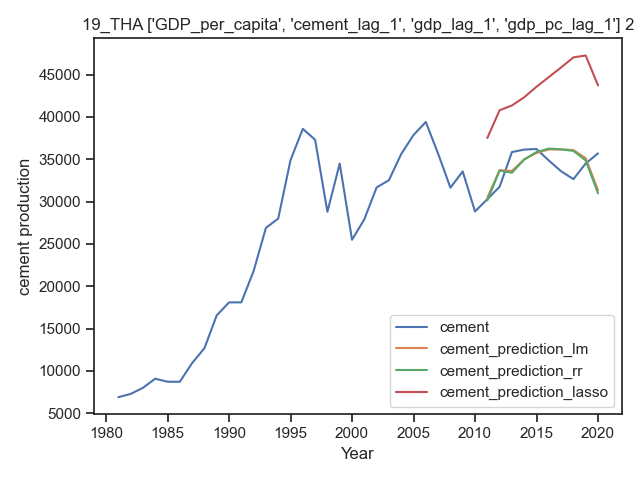 19_THA ['GDP_per_capita', 'cement_lag_1', 'gdp_lag_1', 'gdp_pc_lag_1'] 2
45000
40000
35000
30000
25000
20000
15000
10000
5000
cement production
cement
cement_prediction_lm
cement_prediction_rr
cement_prediction_lasso
1980 1985 1990 1995 2000 2005 2010 2015 2020
Year